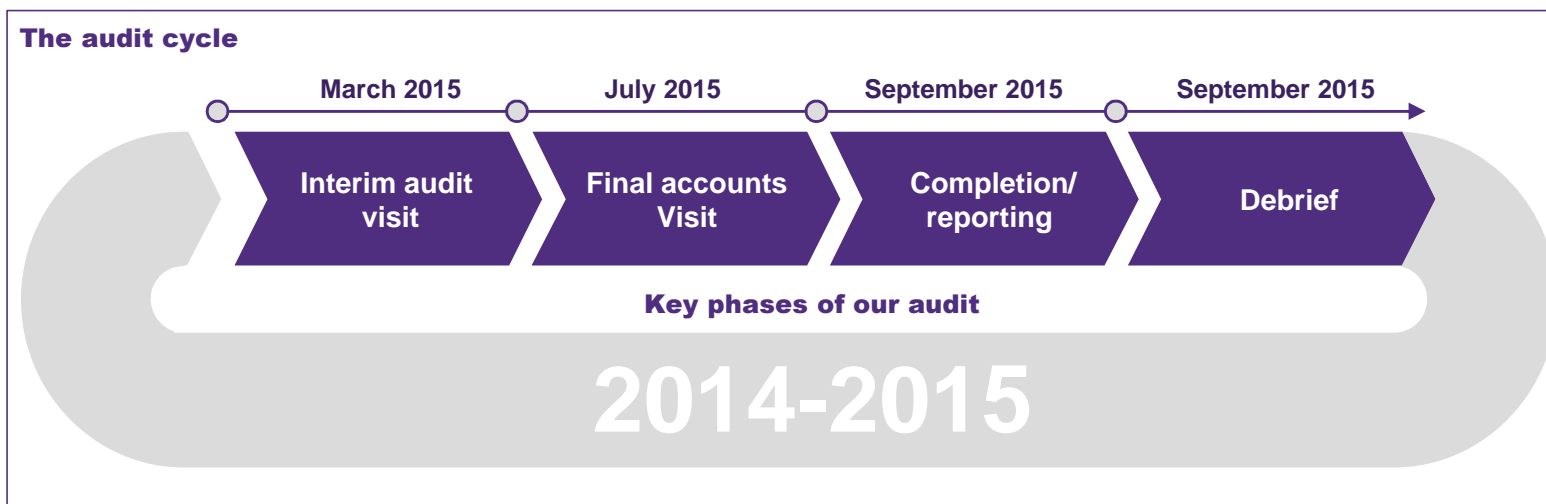 The audit cycle
March 2015
July 2015
September 2015
September 2015
Interim audit
visit
Final accounts
Visit
Completion/
reporting
Debrief
Key phases of our audit
2014-2015